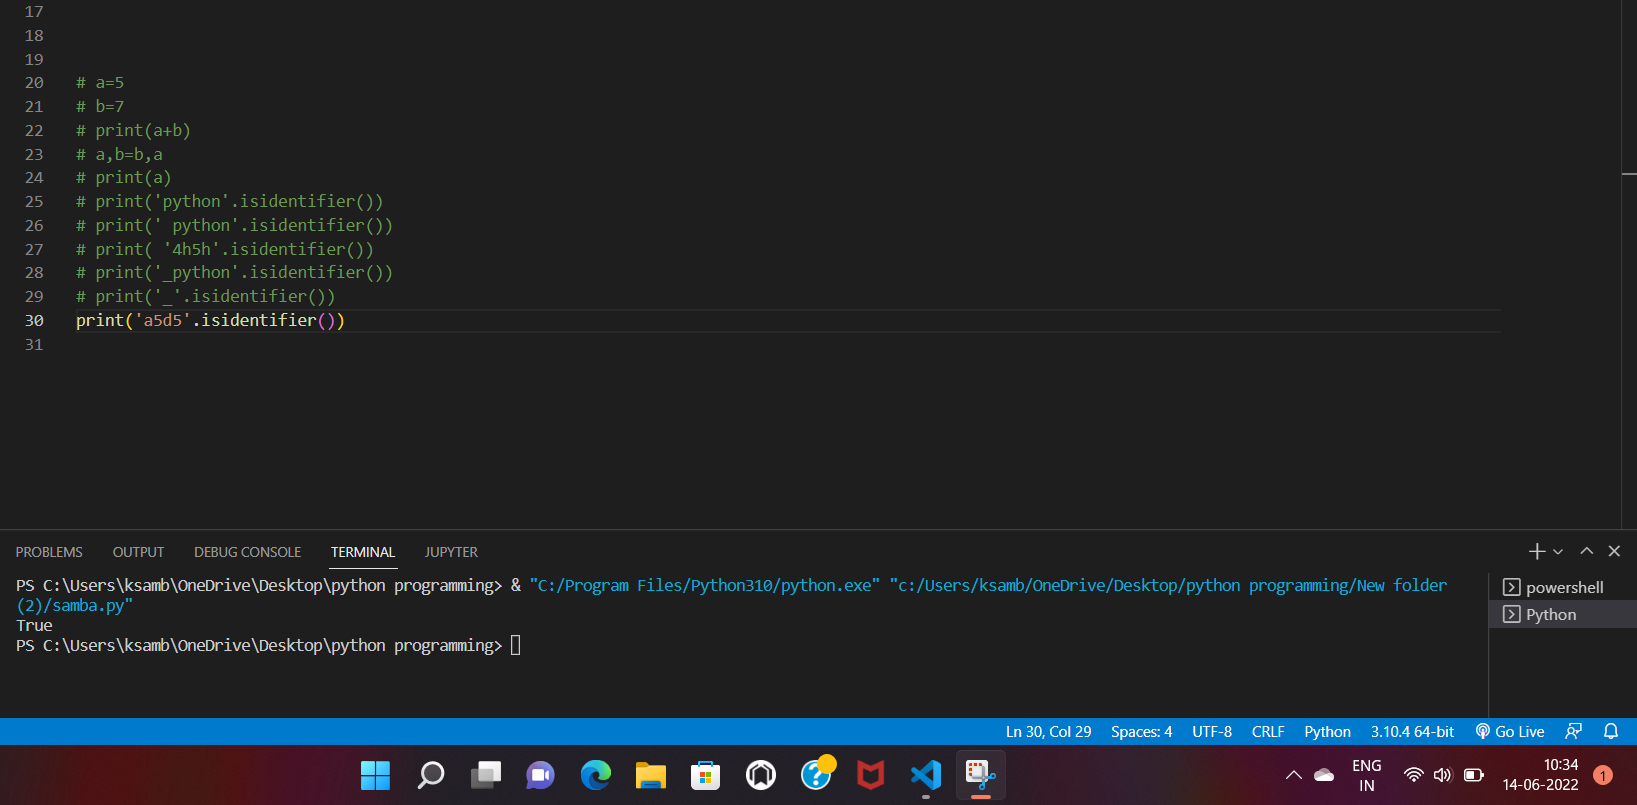 17
18
19
20 # a=5
21 # b=7
22 # print(a+b)
23 # a,b=b,a
24 # print(a)
25 # print('python'.isidentifier())
26 # print(' python'.isidentifier())
27 # print( '4h5h'.isidentifier())
28 # print('_python'.isidentifier())
29 # print('_'.isidentifier())
30 print('a5d5'.isidentifier())
31
PROBLEMS OUTPUT DEBUG CONSOLE TERMINAL JUPYTER
PS C:\Users\ksamb\OneDrive\Desktop\python programming> & "C:/Program Files/Python310/python.exe" "c:/Users/ksamb/OneDrive/Desktop/python programming/New folder
(2)/samba.py"
True
PS C:\Users\ksamb\OneDrive\Desktop\python programming>
powershell
Python
Ln 30, Col 29 Spaces: 4 UTF-8 CRLF Python 3.10.4 64-bit Go Live
ENG
IN
10:34
14-06-2022
1